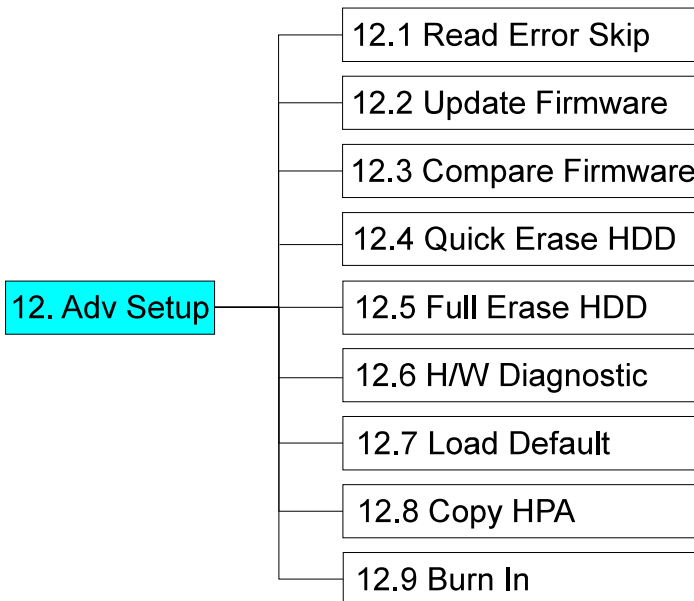 12.1 Read Error Skip
12.2 Update Firmware
12.3 Compare Firmware
12.4 Quick Erase HDD
12. Adv Setup
12.5 Full Erase HDD
12.6 H/W Diagnostic
12.7 Load Default
12.8 Copy HPA
12.9 Burn In